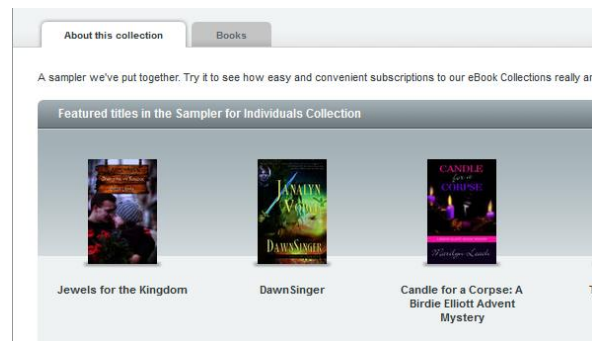 About this collection
Books
A sampler we've put together. Try it to see how easy and convenient subscriptions to our eBook Collections really
Featured titles in the Sampler for Individuals Collection
JANALYN
VOIGT
DAWNSINGER
CANDLE
for a
CORPSE
Marilyn Leach
Jewels for the Kingdom
DawnSinger
Candle for a Corpse: A
Birdie Elliott Advent
Mystery